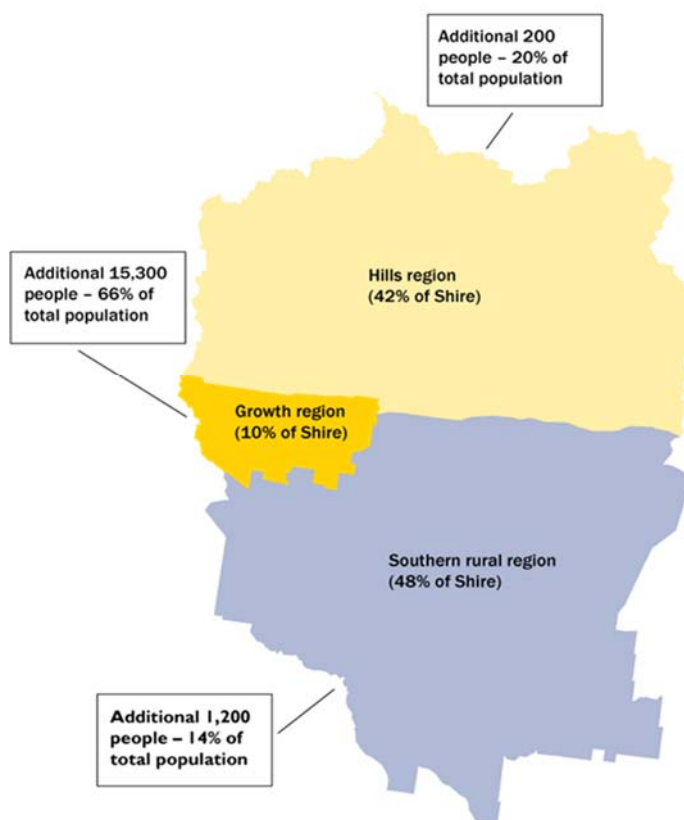 Additional 200
people – 20% of
total population
Hills region
(42% of Shire)
Additional 15,300
people – 66% of
total population
Growth region
(10% of Shire)
Southern rural region
(48% of Shire)
Additional 1,200
people – 14% of
total population